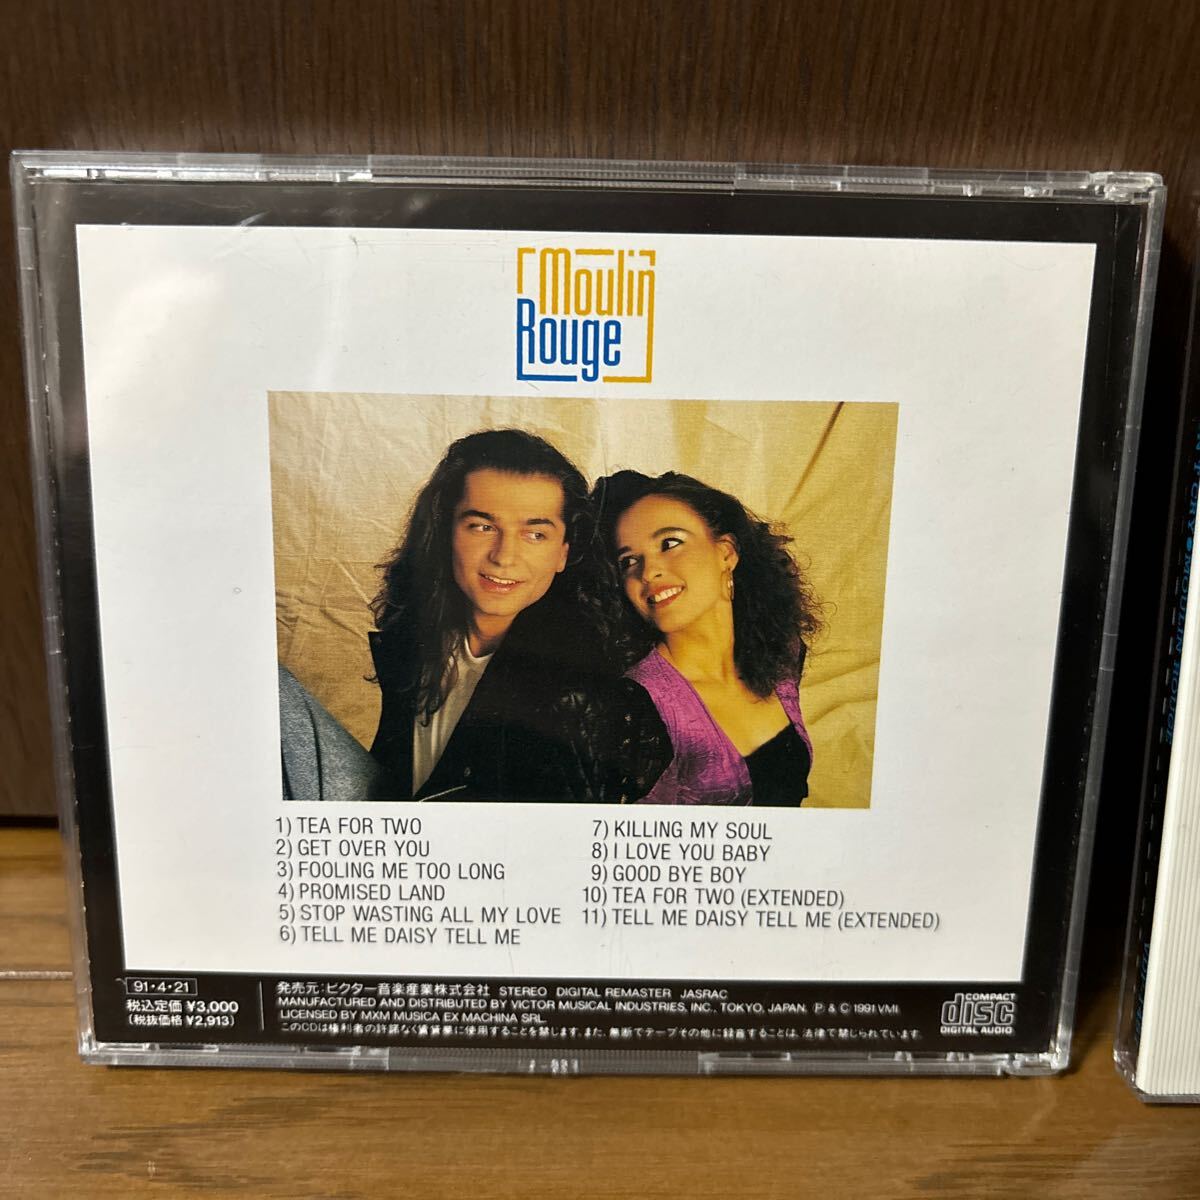 Moulin
Rouge
1) TEA FOR TWO
2) GET OVER YOU
3) FOOLING ME TOO LONG
4) PROMISED LAND
5) STOP WASTING ALL MY LOVE
6) TELL ME DAISY TELL ME
7) KILLING MY SOUL
8) I LOVE YOU BABY
9) GOOD BYE BOY
10) TEA FOR TWO (EXTENDED)
11) TELL ME DAISY TELL ME (EXTENDED)
91・4・21
税込定価 ¥3,000
(税抜価格 ¥2,913)
発売元:ビクター音楽産業株式会社 STEREO DIGITAL REMASTER JASRAC
MANUFACTURED AND DISTRIBUTED BY VICTOR MUSICAL INDUSTRIES, INC., TOKYO, JAPAN. Ⓟ & © 1991 VMI
LICENSED BY MXM MUSICA EX MACHINA SRL.
このCDは権利者の許諾なく賃貸業に使用することを禁じます。また、無断でテープその他に録音することは、法律で禁じられています。
COMPACT
disc
DIGITAL AUDIO
MOULIN ROUGE